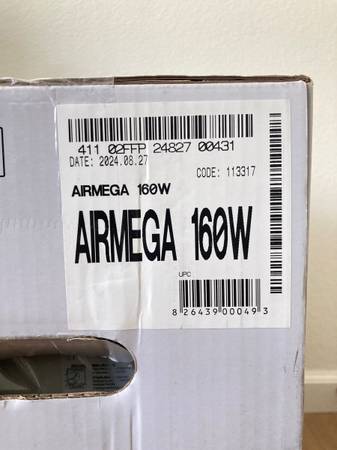 411 02FFP 24827 00431
DATE: 2024.08.27
CODE: 113317
AIRMEGA 160W
AIRMEGA 160W
UPC
8 26439 00049 3